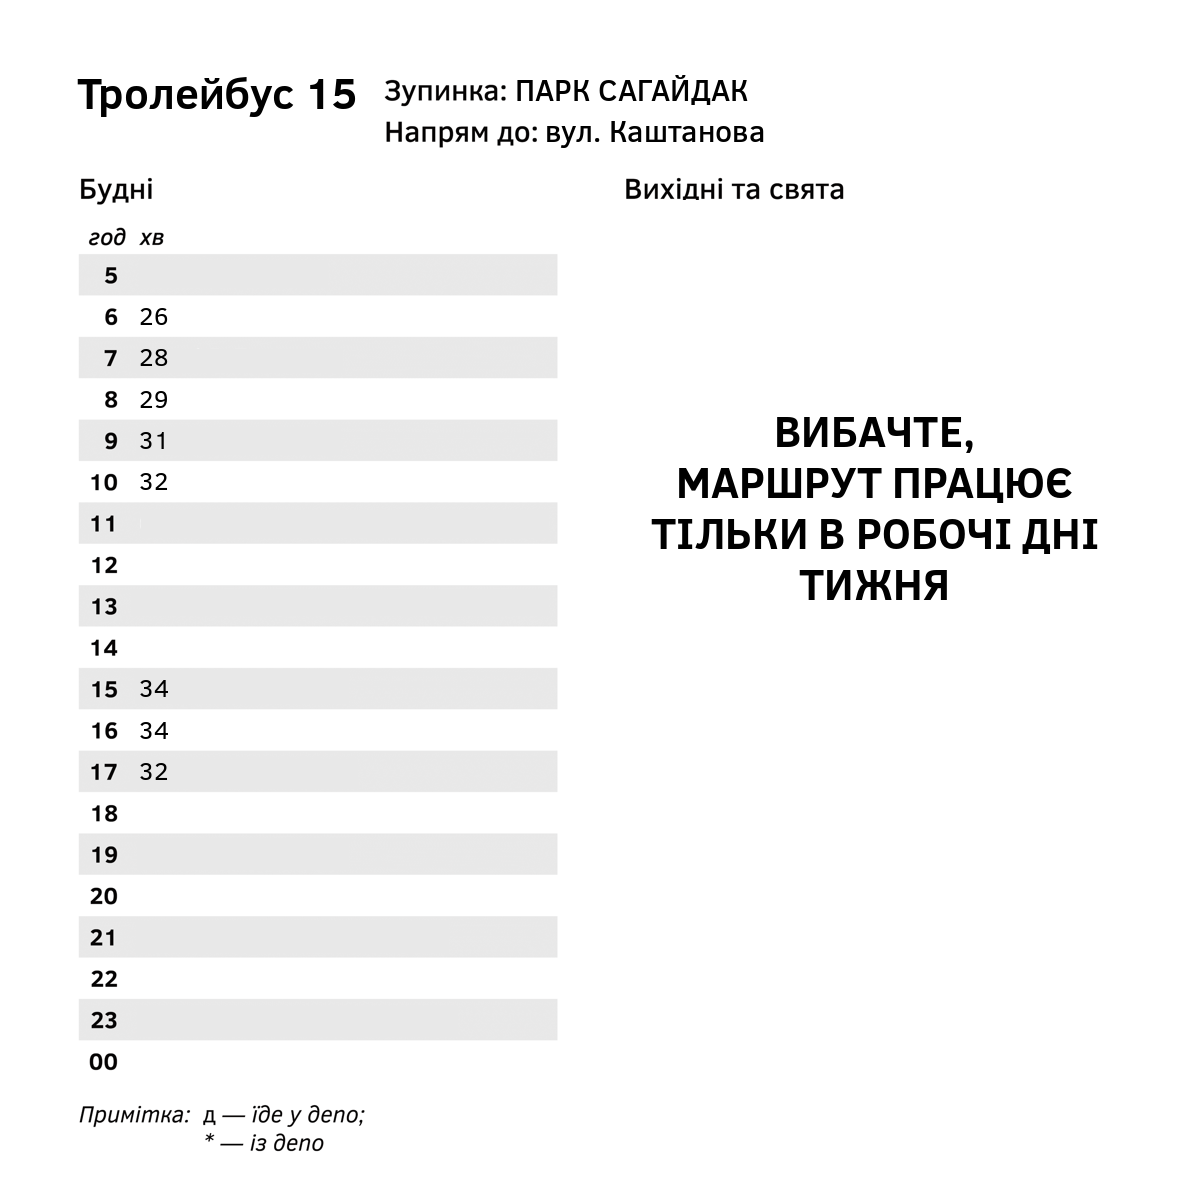 Тролейбус 15
Зупинка: ПАРК САГАЙДАК
Напрям до: вул. Каштанова
Будні
год хв
5
6 26
7 28
8 29
9 31
10 32
11
12
13
14
15 34
16 34
17 32
18
19
20
21
22
23
00
Вихідні та свята
ВИБАЧТЕ,
МАРШРУТ ПРАЦЮЄ
ТІЛЬКИ В РОБОЧІ ДНІ
ТИЖНЯ
Примітка: д — їде у депо;
* — із депо